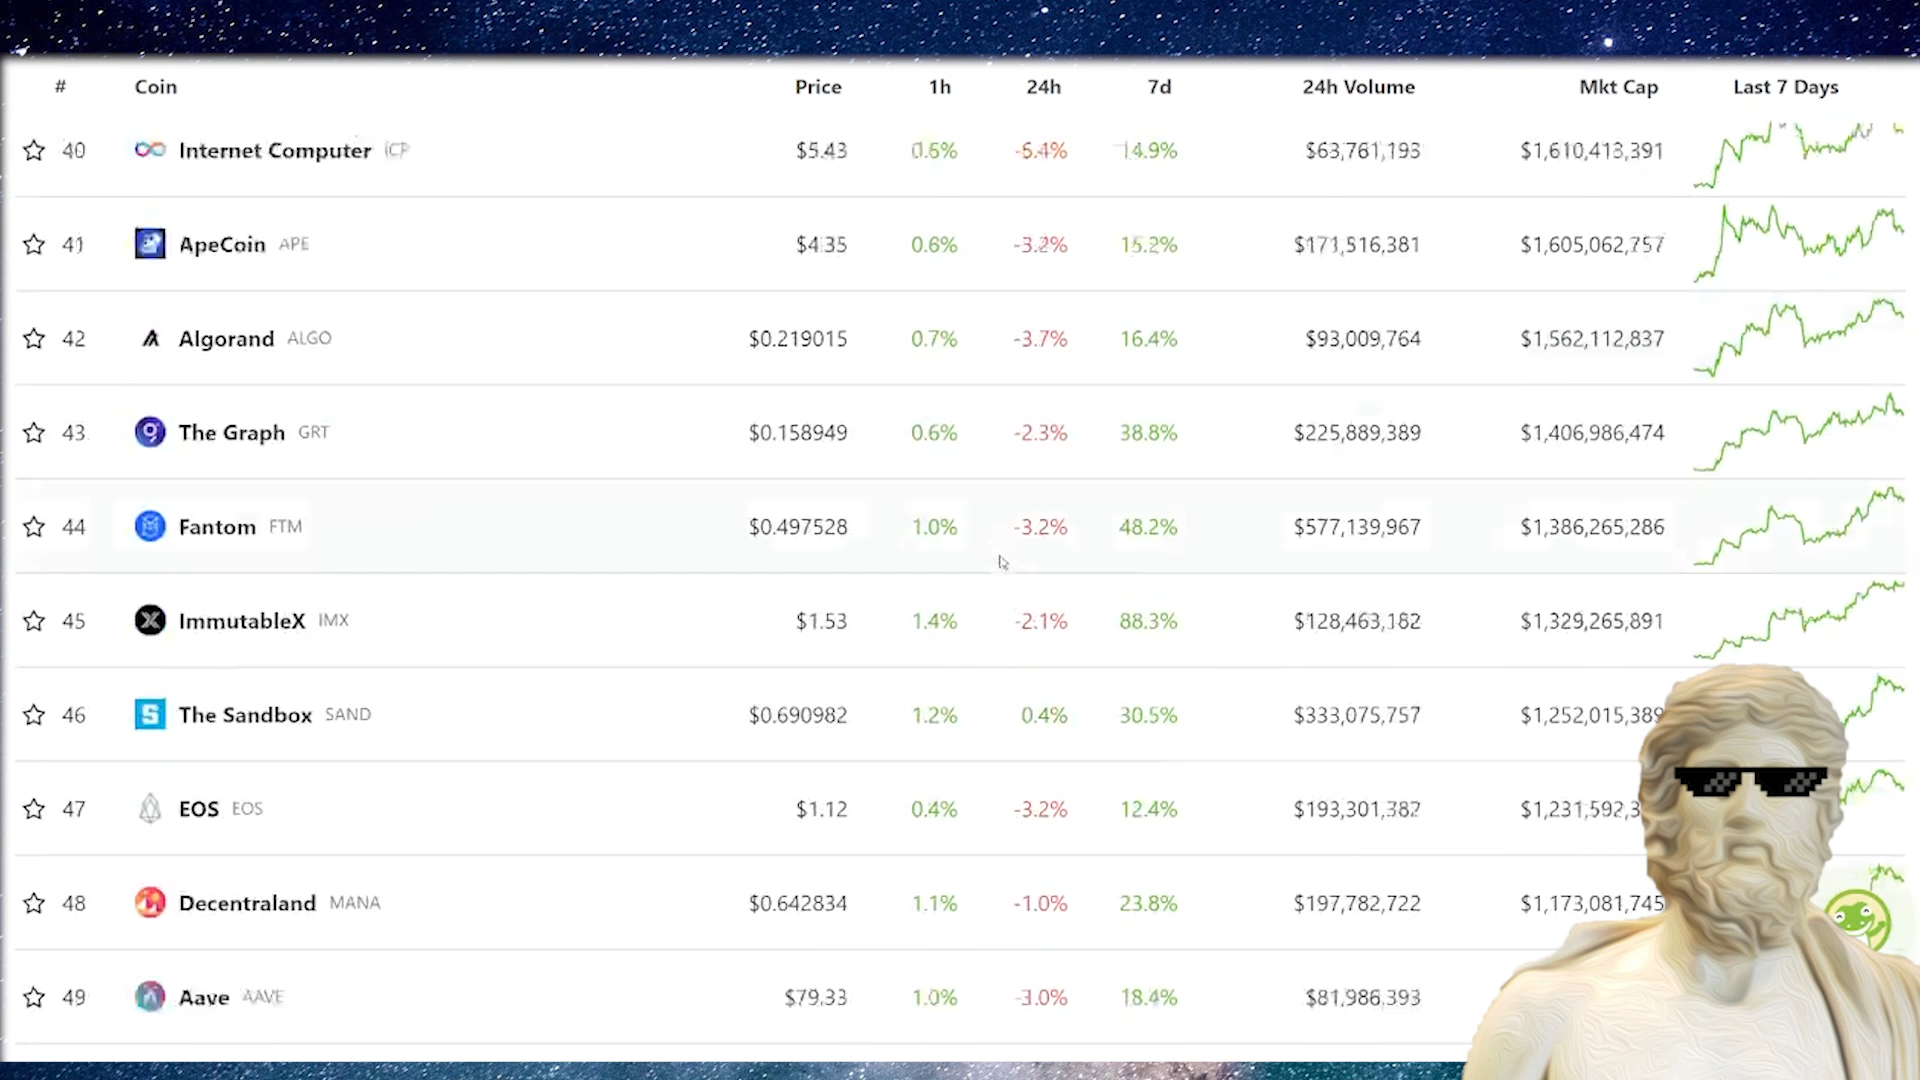 # Coin Price 1h 24h 7d 24h Volume Mkt Cap Last 7 Days
40 Internet Computer ICP $5.43 0.6% -6.4% 14.9% $63,761,193 $1,610,413,391
41 ApeCoin APE $4.35 0.6% -3.2% 15.2% $171,516,381 $1,605,062,757
42 Algorand ALGO $0.219015 0.7% -3.7% 16.4% $93,009,764 $1,562,112,837
43 The Graph GRT $0.158949 0.6% -2.3% 38.8% $225,889,389 $1,406,986,474
44 Fantom FTM $0.497528 1.0% -3.2% 48.2% $577,139,967 $1,386,265,286
45 ImmutableX IMX $1.53 1.4% -2.1% 88.3% $128,463,182 $1,329,265,891
46 The Sandbox SAND $0.690982 1.2% 0.4% 30.5% $333,075,757 $1,252,015,389
47 EOS EOS $1.12 0.4% -3.2% 12.4% $193,301,382 $1,231,592,3
48 Decentraland MANA $0.642834 1.1% -1.0% 23.8% $197,782,722 $1,173,081,745
49 Aave AAVE $79.33 1.0% -3.0% 18.4% $81,986,393